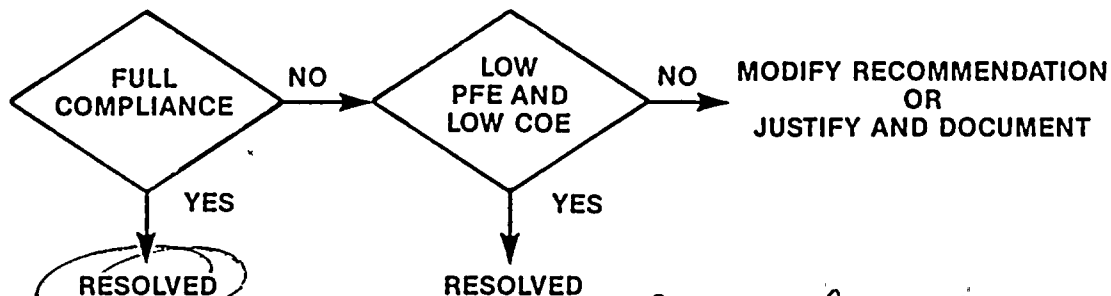 FULL
COMPLIANCE
NO
LOW
PFE AND
LOW COE
NO
MODIFY RECOMMENDATION
OR
JUSTIFY AND DOCUMENT
YES
YES
RESOLVED
RESOLVED